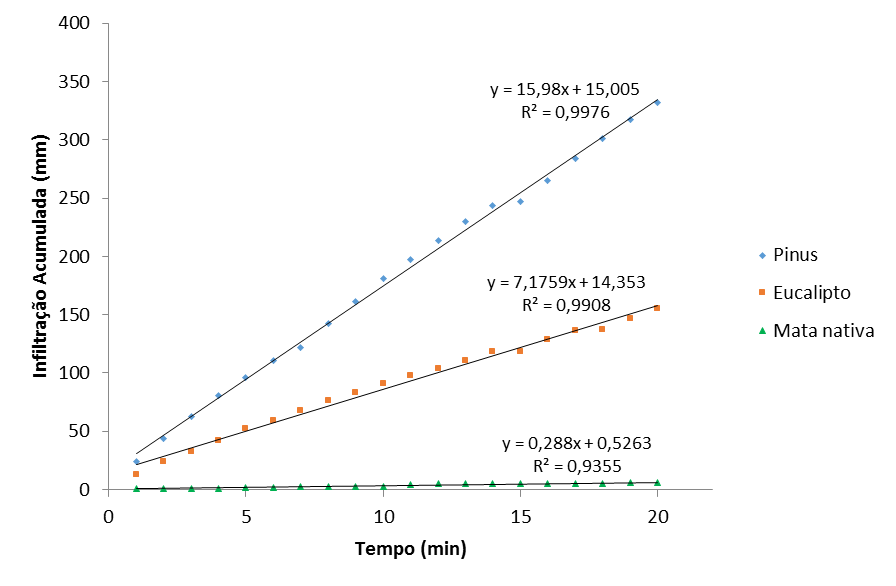 400
350
300
250
200
150
100
50
0
Infiltração Acumulada (mm)
y = 15,98x + 15,005
R² = 0,9976
y = 7,1759x + 14,353
R² = 0,9908
y = 0,288x + 0,5263
R² = 0,9355
Pinus
Eucalipto
Mata nativa
0 5 10 15 20
Tempo (min)